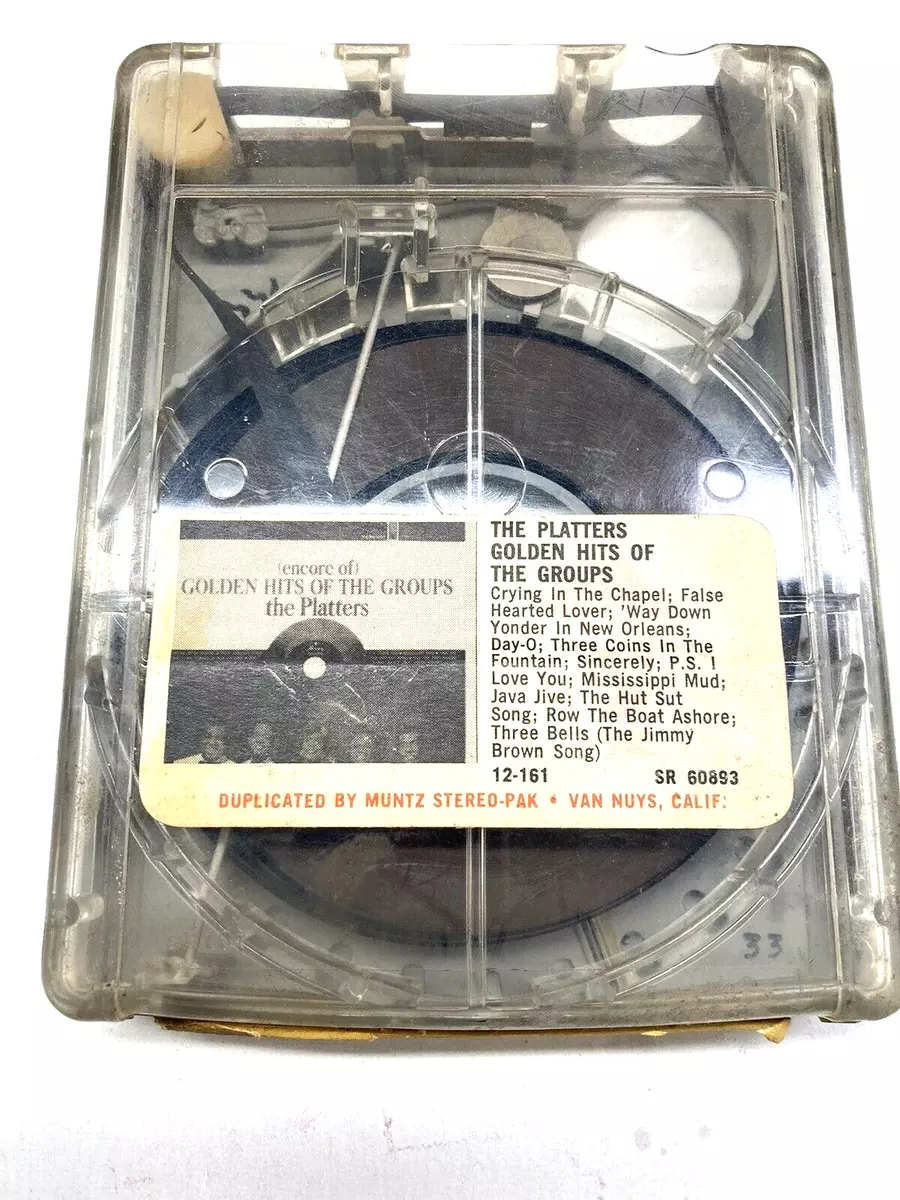 (encore of)
GOLDEN HITS OF THE GROUPS
the Platters
THE PLATTERS
GOLDEN HITS OF
THE GROUPS
Crying In The Chapel; False
Hearted Lover; 'Way Down
Yonder In New Orleans;
Day-O; Three Coins In The
Fountain; Sincerely; P.S. I
Love You; Mississippi Mud;
Java Jive; The Hut Sut
Song; Row The Boat Ashore;
Three Bells (The Jimmy
Brown Song)
12-161 SR 60893
DUPLICATED BY MUNTZ STEREO-PAK • VAN NUYS, CALIF.
33